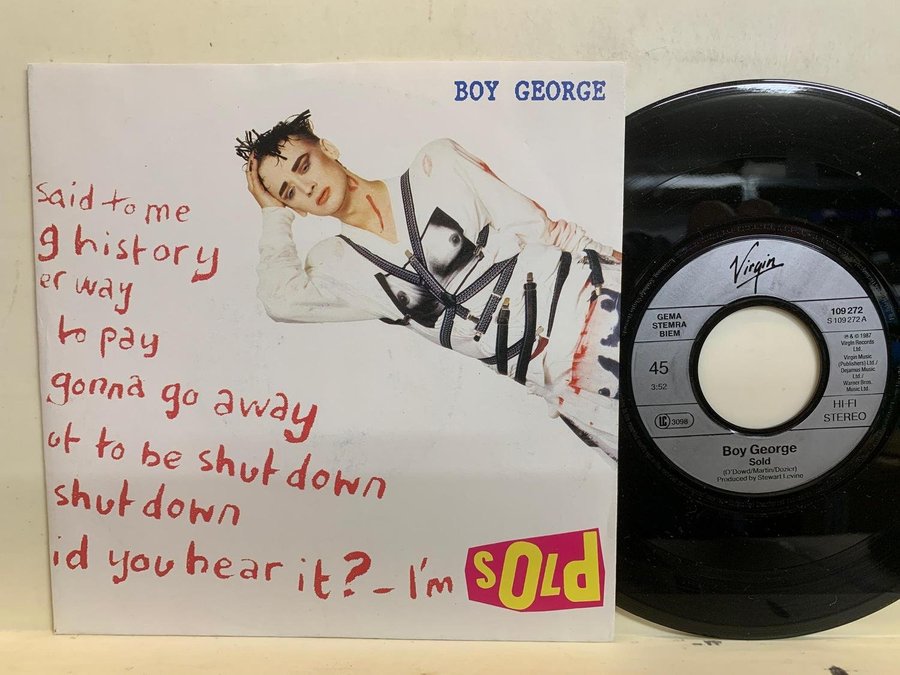 BOY GEORGE
said to me
g history
er way
to pay
gonna go away
ut to be shut down
shut down
id you hear it? – I'm SOLd
Virgin
GEMA
STEMRA
BIEM
45
3:52
LC 3098
109 272
S 109 272 A
℗ & © 1987
Virgin Records
Ltd.
Virgin Music
(Publishers) Ltd./
Dejamus Music
Ltd./
Warner Bros.
Music Ltd.
HI-FI
STEREO
Boy George
Sold
(O'Dowd/Martin/Dozier)
Produced by Stewart Levine